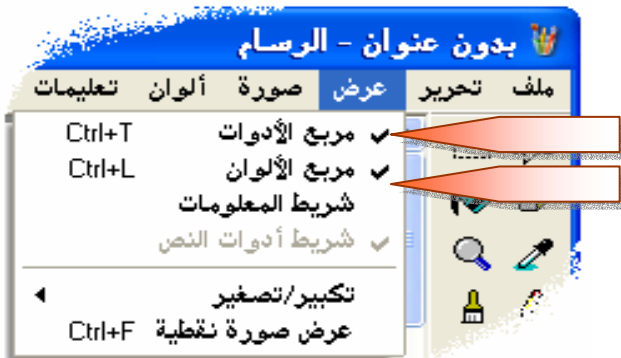 بدون عنوان - الرسام
ملف تحرير عرض صورة ألوان تعليمات
مربع الأدوات Ctrl+T
مربع الألوان Ctrl+L
شريط المعلومات
شريط أدوات النص
تكبير/تصغير
عرض صورة نقطية Ctrl+F